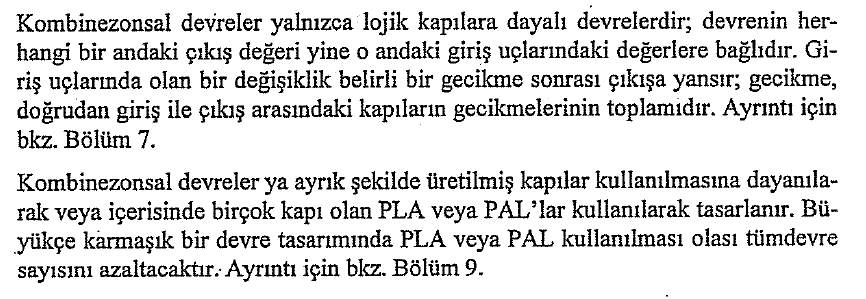 Kombinezonsal devreler yalnızca lojik kapılara dayalı devrelerdir; devrenin her-
hangi bir andaki çıkış değeri yine o andaki giriş uçlarındaki değerlere bağlıdır. Gi-
riş uçlarında olan bir değişiklik belirli bir gecikme sonrası çıkışa yansır; gecikme,
doğrudan giriş ile çıkış arasındaki kapıların gecikmelerinin toplamıdır. Ayrıntı için
bkz. Bölüm 7.
Kombinezonsal devreler ya ayrık şekilde üretilmiş kapılar kullanılmasına dayanıla-
rak veya içerisinde birçok kapı olan PLA veya PAL’lar kullanılarak tasarlanır. Bü-
yükçe karmaşık bir devre tasarımında PLA veya PAL kullanılması olası tümdevre
sayısını azaltacaktır. Ayrıntı için bkz. Bölüm 9.